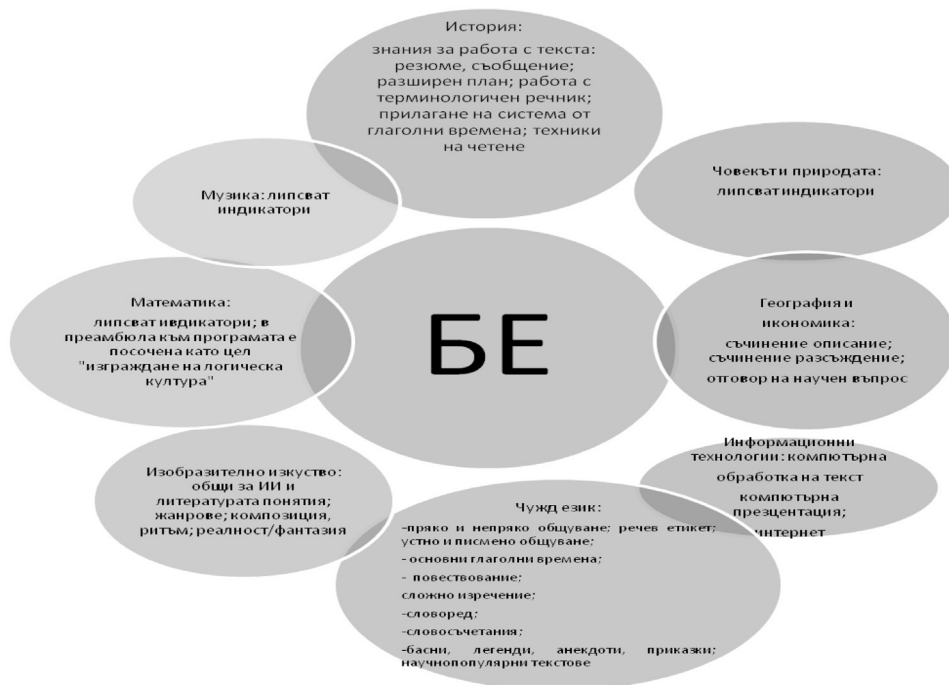 История:
знания за работа с текста:
резюме, съобщение;
разширен план; работа с
терминологичен речник;
прилагане на система от
глаголни времена; техники
на четене
Човекът и природата:
липсват индикатори
География и
икономика:
съчинение описание;
съчинение разсъждение;
отговор на научен въпрос
Информационни
технологии: компютърна
обработка на текст
компютърна
презцентация;
интернет
Чужд език:
-пряко и непряко общуване; речев етикет;
устно и писмено общуване;
- основни глаголни времена;
- повествование;
сложно изречение;
-словоред;
-словосъчетания;
-басни, легенди, анекдоти, приказки;
научнопопулярни текстове
Изобразително изкуство:
общи за ИИ и
литературата понятия;
жанрове; композиция,
ритъм; реалност/фантазия
Математика:
липсват ивдикатори; в
преамбюла към програмата е
посочена като цел
"изграждане на логическа
култура"
Музика: липсват
индикатори
БЕ